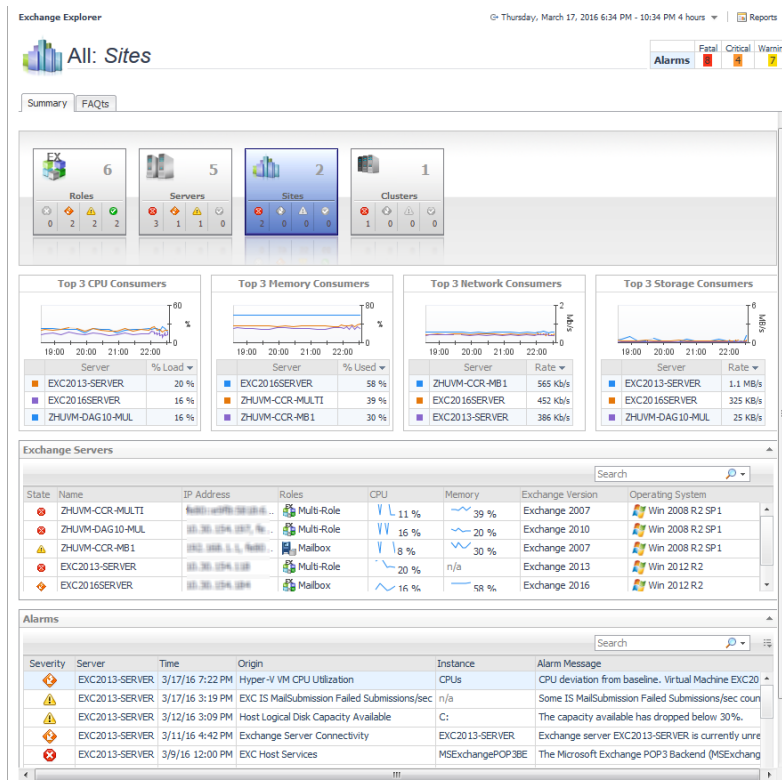 Exchange Explorer
Thursday, March 17, 2016 6:34 PM - 10:34 PM 4 hours Reports
All: Sites
Fatal Critical Warnin
Alarms 8 4 7
Summary FAQts
EX 6 5 2 1
Roles Servers Sites Clusters
0 2 2 2 3 1 1 0 2 0 0 0 1 0 0 0
Top 3 CPU Consumers Top 3 Memory Consumers Top 3 Network Consumers Top 3 Storage Consumers
60 80 2 6
% % Mb/s MB/s
0 0 0 0
19:00 20:00 21:00 22:00 19:00 20:00 21:00 22:00 19:00 20:00 21:00 22:00 19:00 20:00 21:00 22:00
Server % Load Server % Used Server Rate Server Rate
EXC2013-SERVER 20 % EXC2016SERVER 58 % ZHUVM-CCR-MB1 565 Kb/s EXC2013-SERVER 1.1 MB/s
EXC2016SERVER 16 % ZHUVM-CCR-MULTI 39 % EXC2016SERVER 452 Kb/s EXC2016SERVER 325 KB/s
ZHUVM-DAG10-MUL 16 % ZHUVM-CCR-MB1 30 % EXC2013-SERVER 386 Kb/s ZHUVM-DAG10-MUL 25 KB/s
Exchange Servers
Search
State Name IP Address Roles CPU Memory Exchange Version Operating System
ZHUVM-CCR-MULTI Multi-Role 11 % 39 % Exchange 2007 Win 2008 R2 SP1
ZHUVM-DAG10-MUL Multi-Role 16 % 20 % Exchange 2010 Win 2008 R2 SP1
ZHUVM-CCR-MB1 Mailbox 8 % 30 % Exchange 2007 Win 2008 R2 SP1
EXC2013-SERVER Multi-Role 20 % n/a Exchange 2013 Win 2012 R2
EXC2016SERVER Mailbox 16 % 58 % Exchange 2016 Win 2012 R2
Alarms
Search
Severity Server Time Origin Instance Alarm Message
EXC2013-SERVER 3/17/16 7:22 PM Hyper-V VM CPU Utilization CPUs CPU deviation from baseline. Virtual Machine EXC20
EXC2013-SERVER 3/17/16 3:19 PM EXC IS MailSubmission Failed Submissions/sec n/a Some IS MailSubmission Failed Submissions/sec coun
EXC2013-SERVER 3/12/16 3:09 PM Host Logical Disk Capacity Available C: The capacity available has dropped below 30%.
EXC2013-SERVER 3/11/16 4:42 PM Exchange Server Connectivity EXC2013-SERVER Exchange server EXC2013-SERVER is currently unre
EXC2013-SERVER 3/9/16 12:00 PM EXC Host Services MSExchangePOP3BE The Microsoft Exchange POP3 Backend (MSExchang